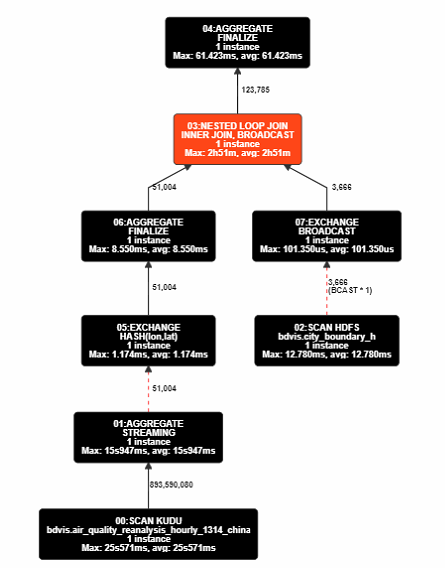 04:AGGREGATE
FINALIZE
1 instance
Max: 61.423ms, avg: 61.423ms
123,785
03:NESTED LOOP JOIN
INNER JOIN, BROADCAST
1 instance
Max: 2h51m, avg: 2h51m
51,004
3,666
06:AGGREGATE
FINALIZE
1 instance
Max: 8.550ms, avg: 8.550ms
07:EXCHANGE
BROADCAST
1 instance
Max: 101.350us, avg: 101.350us
51,004
3,666
(BCAST * 1)
05:EXCHANGE
HASH(lon,lat)
1 instance
Max: 1.174ms, avg: 1.174ms
02:SCAN HDFS
bdvis.city_boundary_h
1 instance
Max: 12.780ms, avg: 12.780ms
51,004
01:AGGREGATE
STREAMING
1 instance
Max: 15s947ms, avg: 15s947ms
893,590,080
00:SCAN KUDU
bdvis.air_quality_reanalysis_hourly_1314_china
1 instance
Max: 25s571ms, avg: 25s571ms